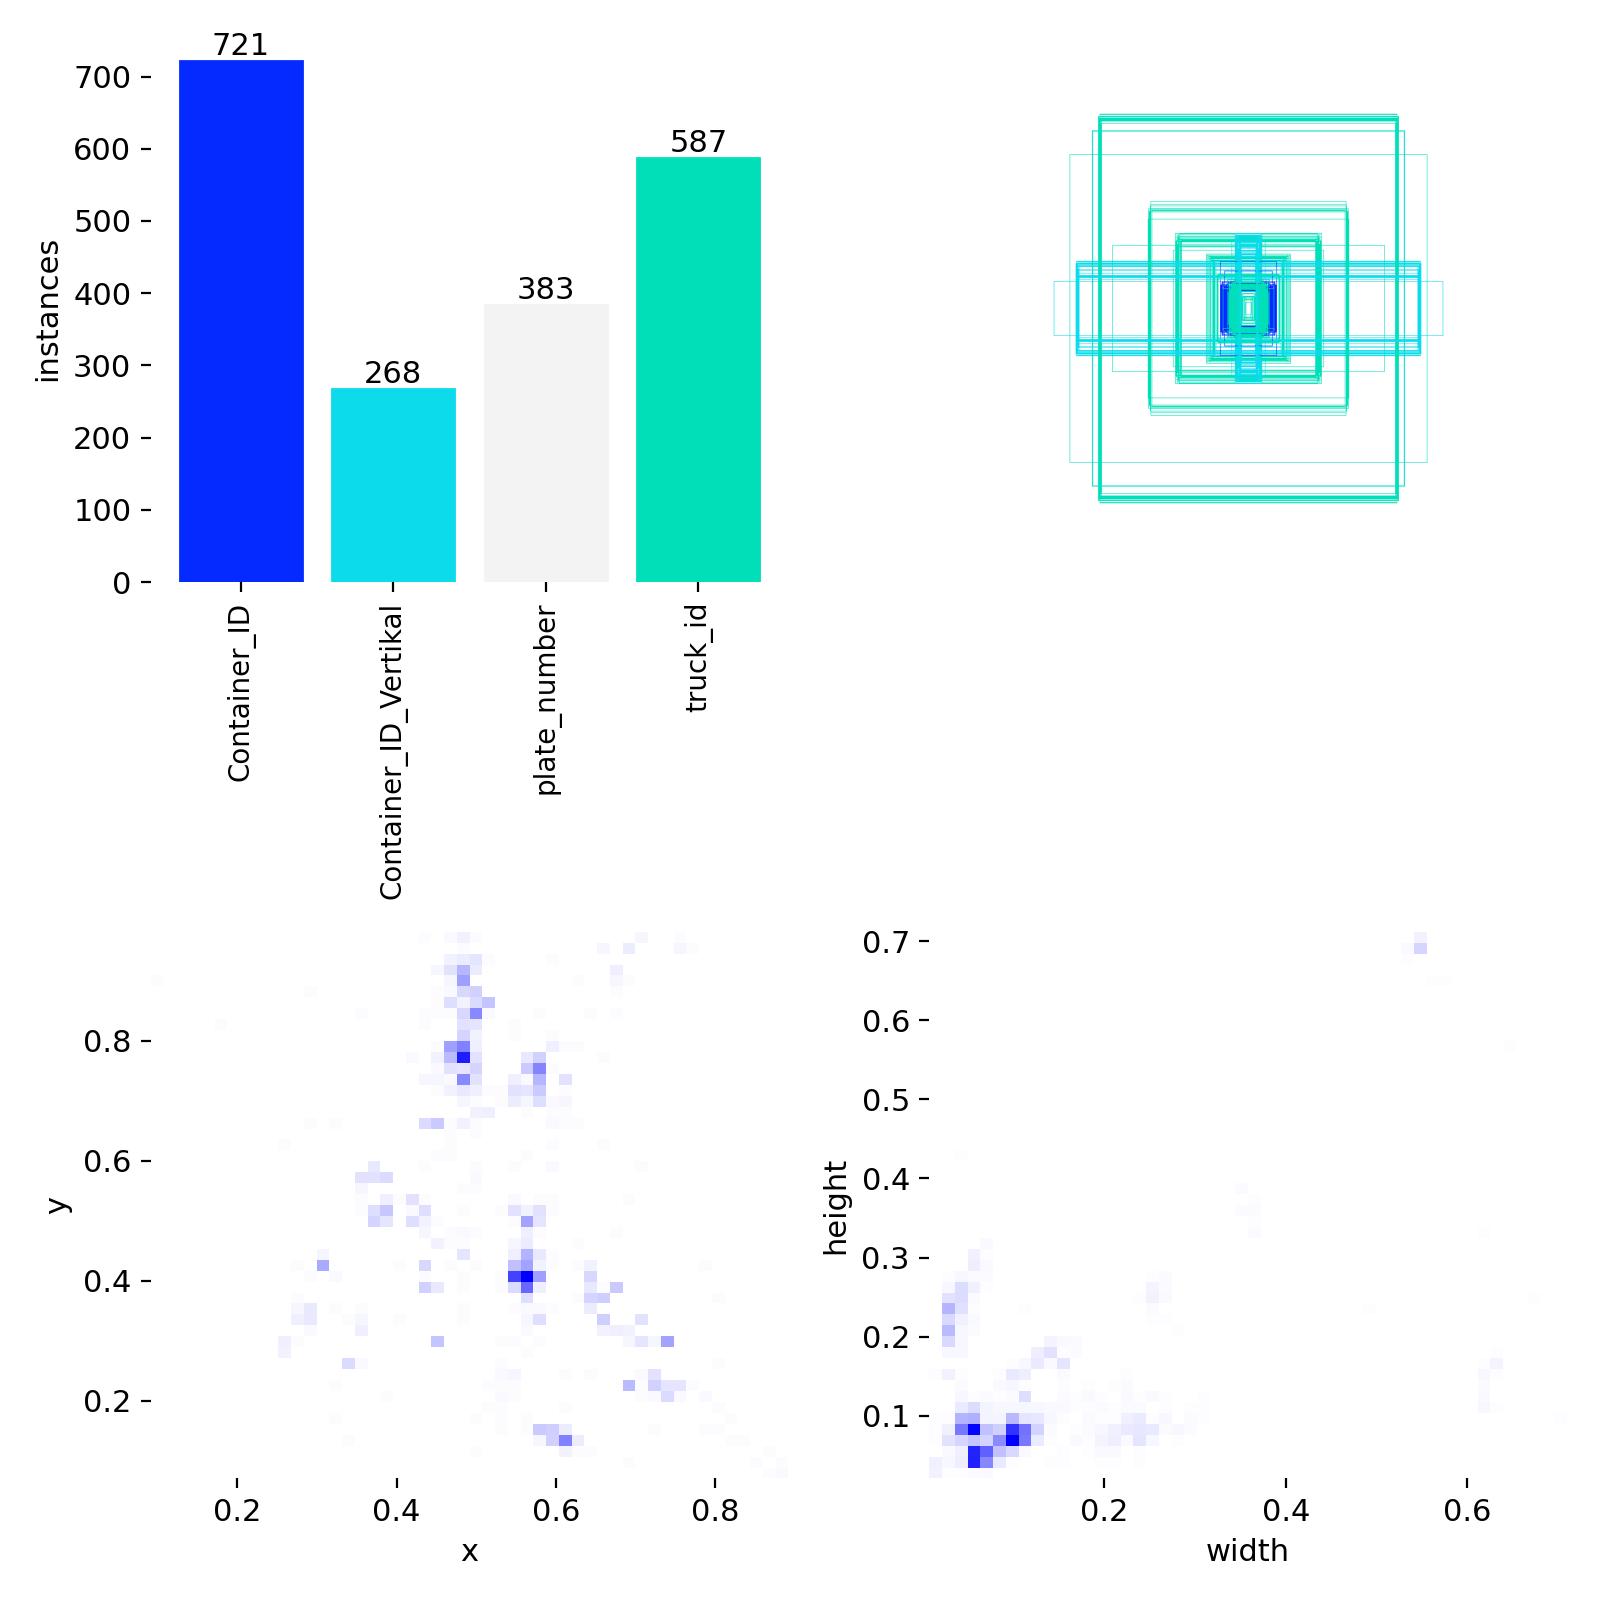 721
587
383
268
instances
700
600
500
400
300
200
100
0
Container_ID
Container_ID_Vertikal
plate_number
truck_id
y
0.8
0.6
0.4
0.2
0.2 0.4 0.6 0.8
x
height
0.7
0.6
0.5
0.4
0.3
0.2
0.1
0.2 0.4 0.6
width